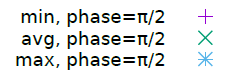 min, phase=π/2
avg, phase=π/2
max, phase=π/2